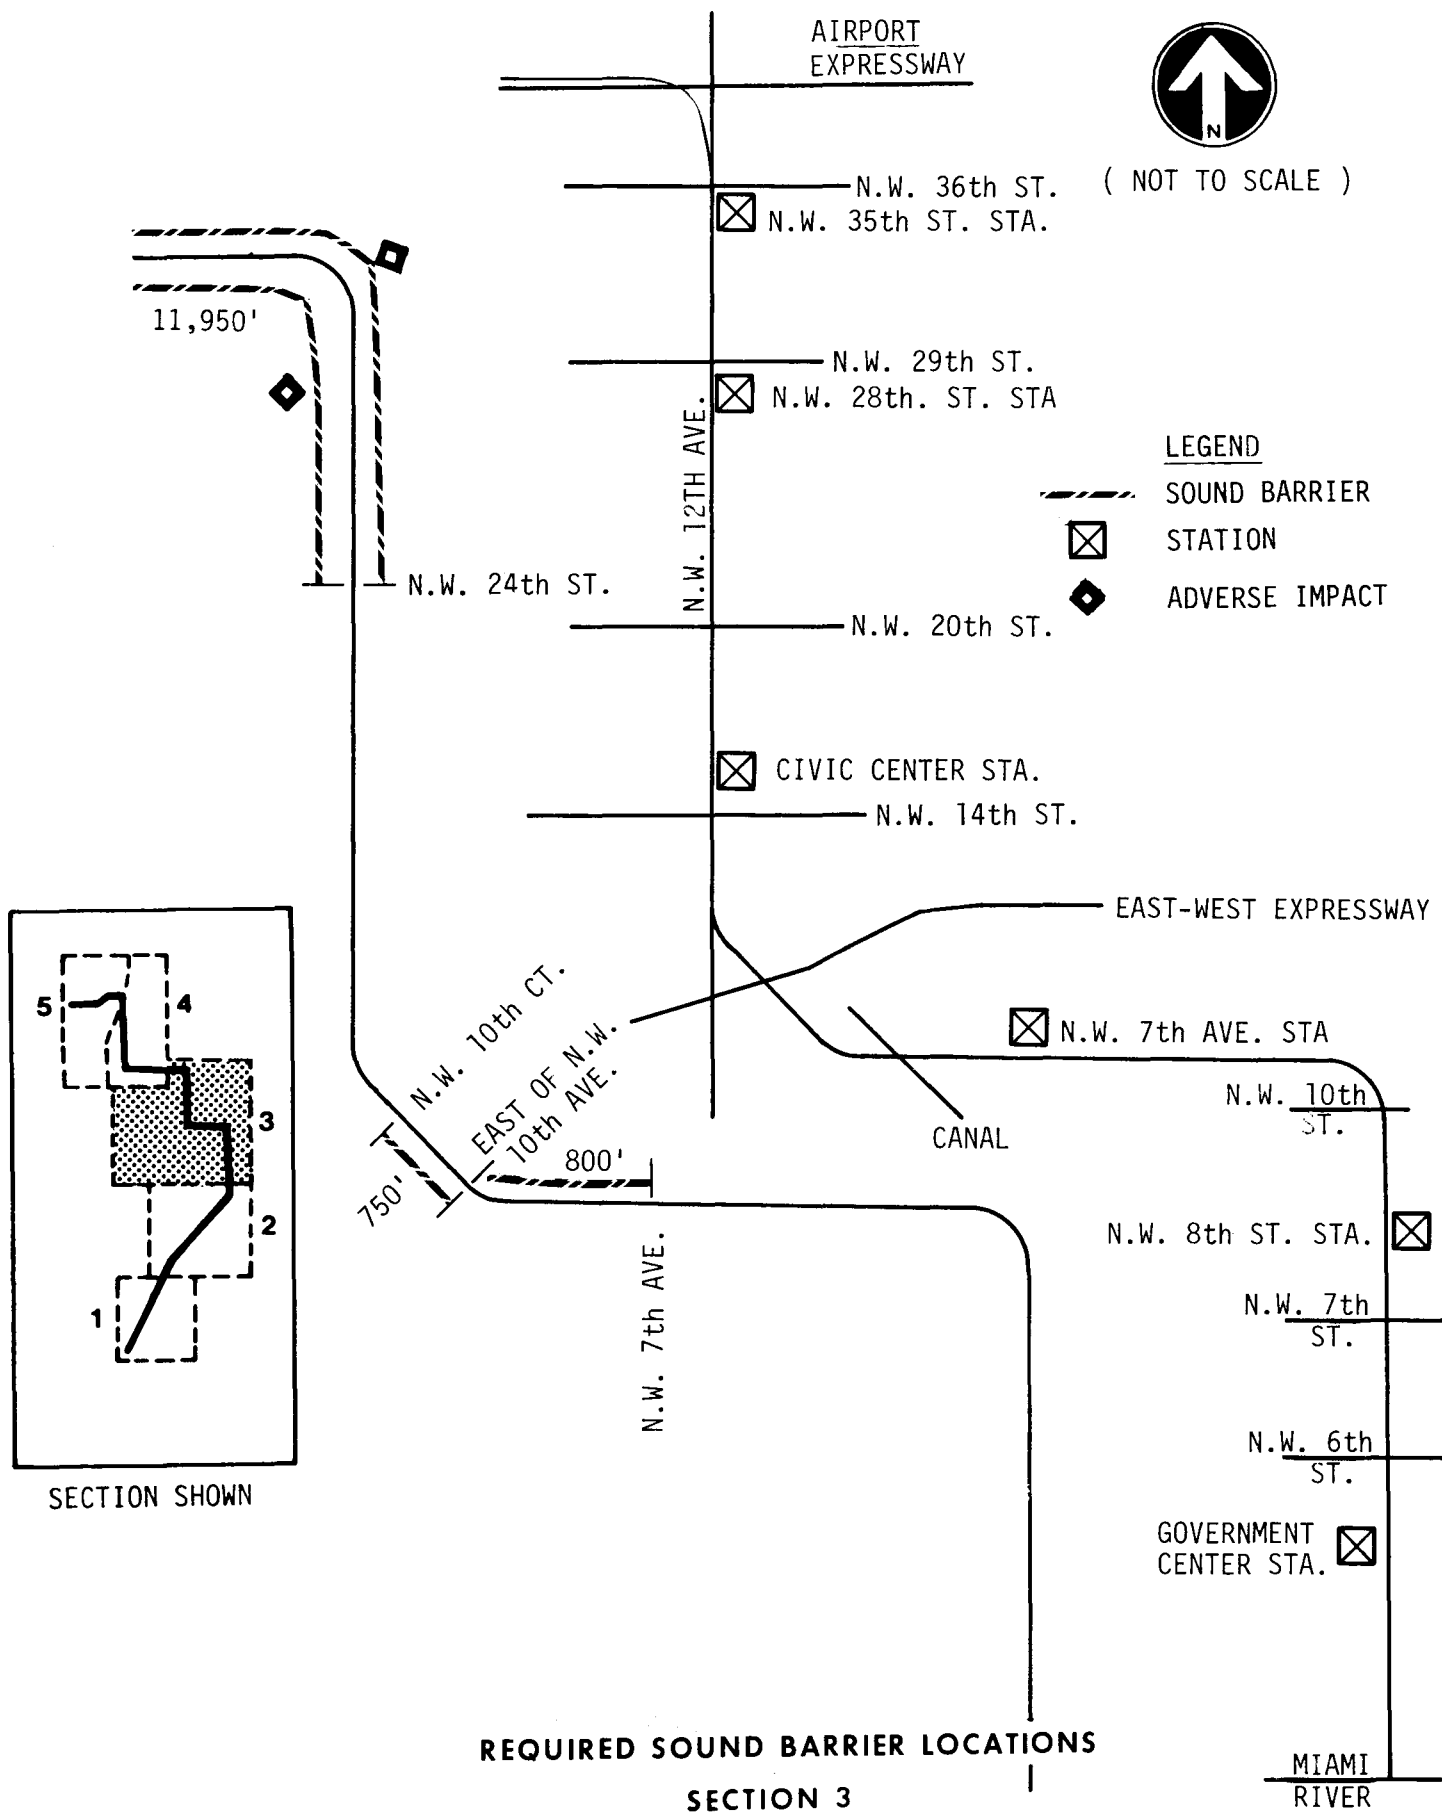 AIRPORT
EXPRESSWAY
N
( NOT TO SCALE )
N.W. 36th ST.
N.W. 35th ST. STA.
11,950'
N.W. 29th ST.
N.W. 28th. ST. STA
N.W. 12TH AVE.
LEGEND
SOUND BARRIER
STATION
ADVERSE IMPACT
N.W. 24th ST.
N.W. 20th ST.
CIVIC CENTER STA.
N.W. 14th ST.
EAST-WEST EXPRESSWAY
N.W. 10th CT.
EAST OF N.W.
10th AVE.
N.W. 7th AVE. STA
CANAL
N.W. 10th
ST.
800'
750'
N.W. 7th AVE.
N.W. 8th ST. STA.
N.W. 7th
ST.
N.W. 6th
ST.
GOVERNMENT
CENTER STA.
5
4
3
2
1
SECTION SHOWN
MIAMI
RIVER
REQUIRED SOUND BARRIER LOCATIONS
SECTION 3